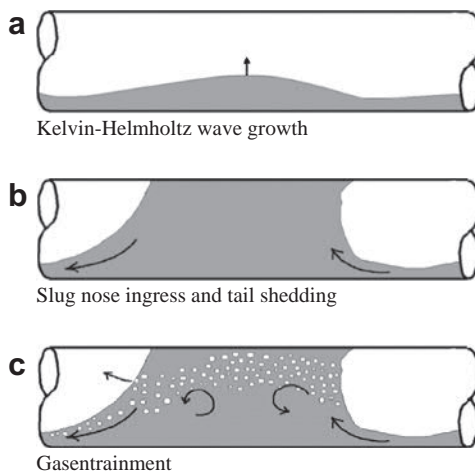 a
Kelvin-Helmholtz wave growth
b
Slug nose ingress and tail shedding
c
Gasentrainment